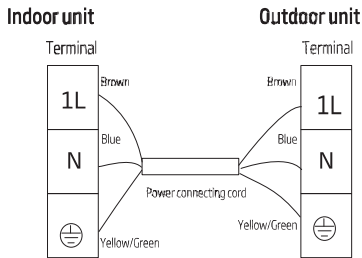 Indoor unit Outdoor unit
Terminal Terminal
Brown Brown
1L 1L
Blue Blue
N N
Power connecting cord
Yellow/Green Yellow/Green